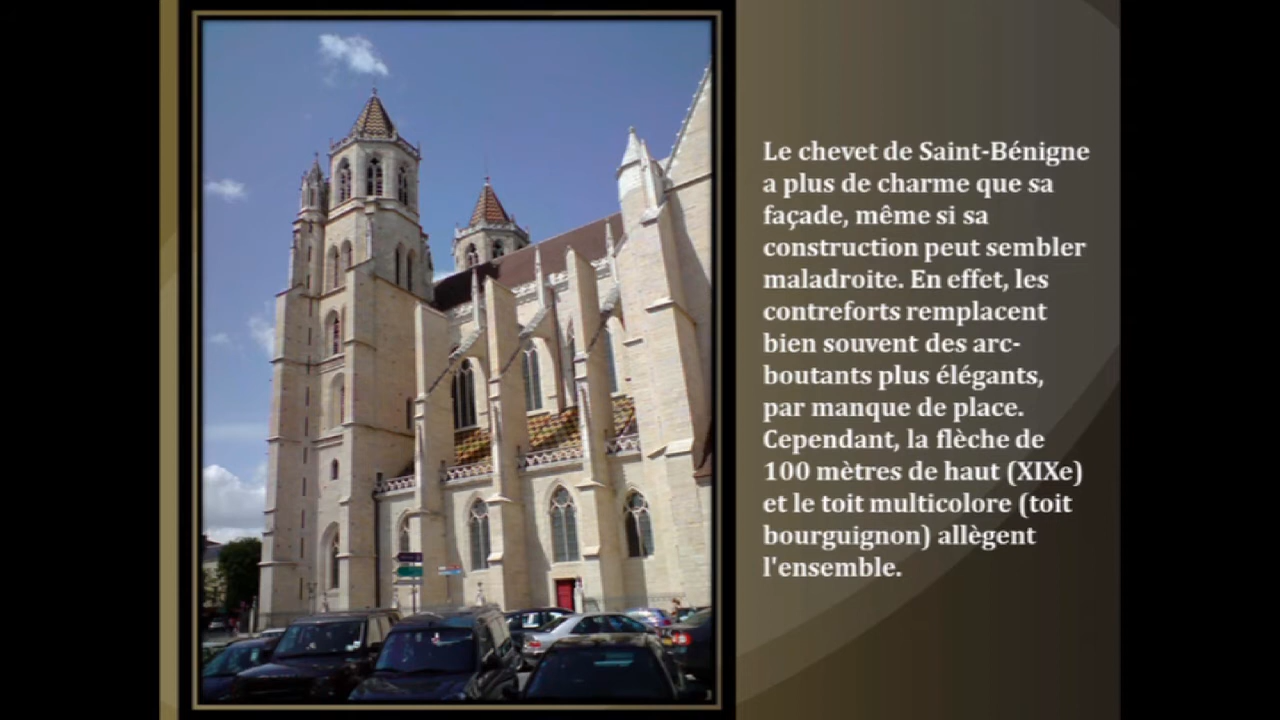 Le chevet de Saint-Bénigne
a plus de charme que sa
façade, même si sa
construction peut sembler
maladroite. En effet, les
contreforts remplacent
bien souvent des arc-
boutants plus élégants,
par manque de place.
Cependant, la flèche de
100 mètres de haut (XIXe)
et le toit multicolore (toit
bourguignon) allègent
l'ensemble.